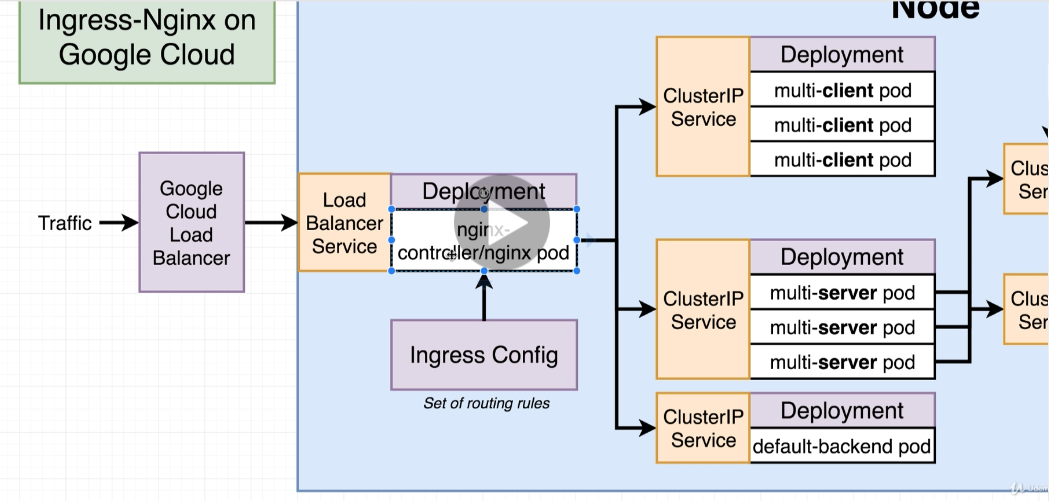 Ingress-Nginx on
Google Cloud
Node
Traffic
Google
Cloud
Load
Balancer
Load
Balancer
Service
Deployment
nginx-
controller/nginx pod
Ingress Config
Set of routing rules
ClusterIP
Service
Deployment
multi-client pod
multi-client pod
multi-client pod
ClusterIP
Service
Deployment
multi-server pod
multi-server pod
multi-server pod
ClusterIP
Service
Deployment
default-backend pod
Clus
Ser
Clus
Ser